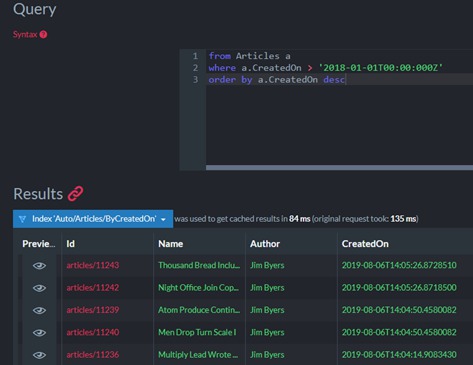 Query
Syntax
1 from Articles a
2 where a.CreatedOn > '2018-01-01T00:00:000Z'
3 order by a.CreatedOn desc
Results
Index 'Auto/Articles/ByCreatedOn' was used to get cached results in 84 ms (original request took: 135 ms)
Previe... Id Name Author CreatedOn
articles/11243 Thousand Bread Inclu... Jim Byers 2019-08-06T14:05:26.8728510
articles/11242 Night Office Join Cop... Jim Byers 2019-08-06T14:05:26.8718500
articles/11239 Atom Produce Contin... Jim Byers 2019-08-06T14:04:50.4580082
articles/11240 Men Drop Turn Scale I Jim Byers 2019-08-06T14:04:50.4580082
articles/11236 Multiply Lead Wrote ... Jim Byers 2019-08-06T14:04:14.9083430